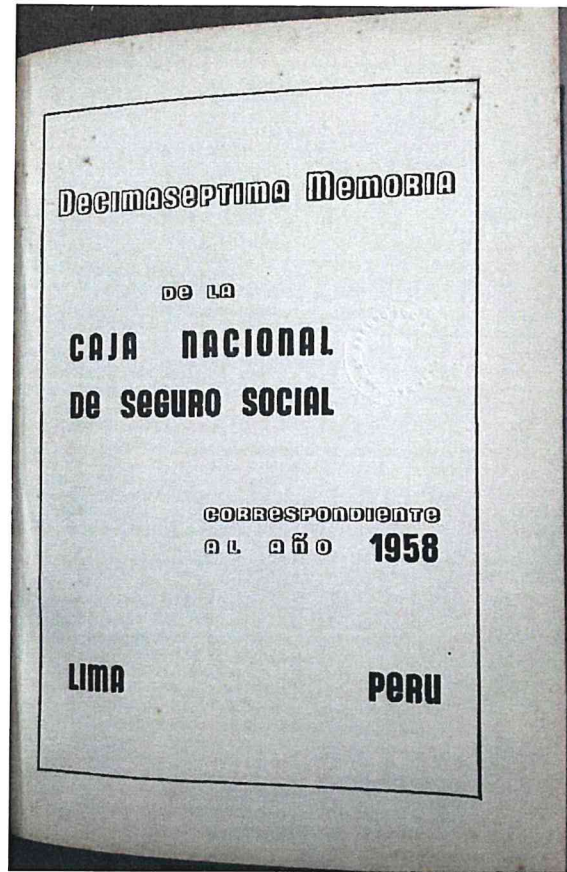 Decimaseptima Memoria
De La
CAJA NACIONAL
De SeGURO SOCIAL
CORResponDienTe
AL Año 1958
LIMA PeRU